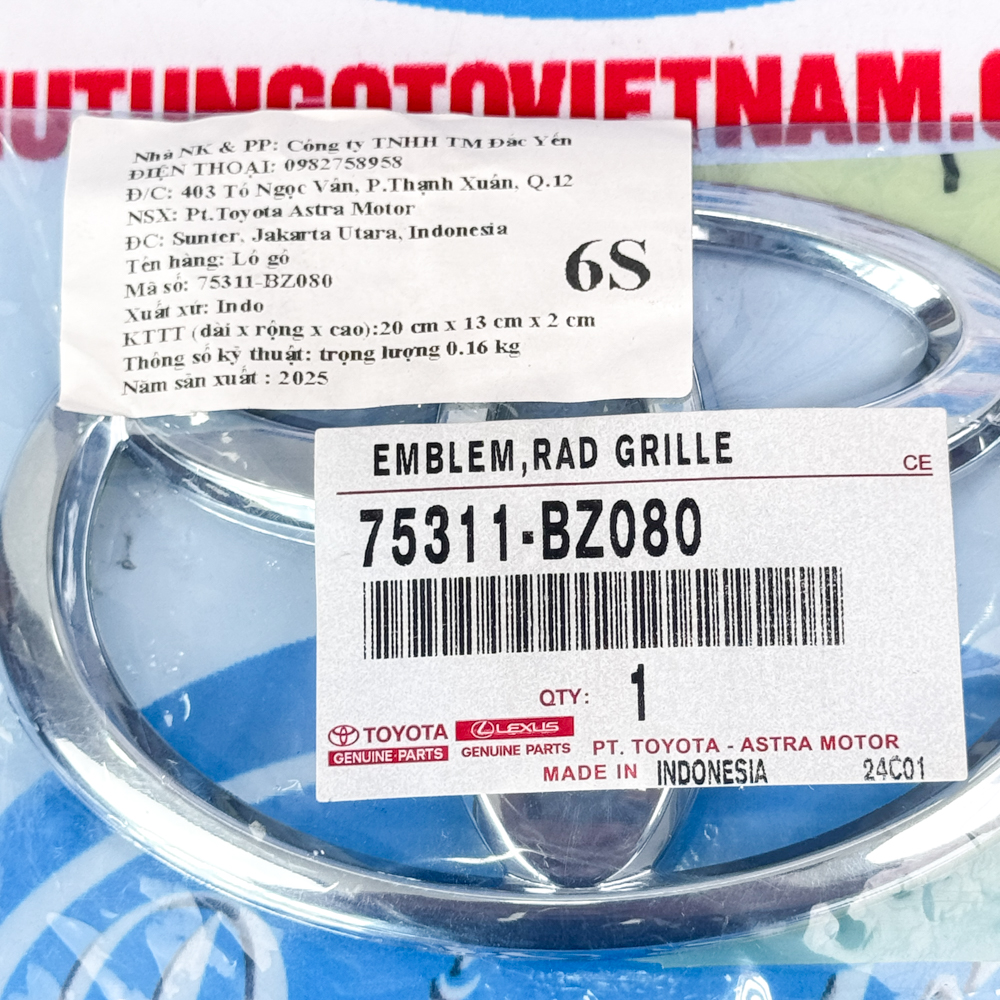 UTUNGOTOVIETNAM.C
Nhà NK & PP: Công ty TNHH TM Đắc Yến
ĐIỆN THOẠI: 0982758958
Đ/C: 403 Tô Ngọc Vân, P.Thạnh Xuân, Q.12
NSX: Pt.Toyota Astra Motor
ĐC: Sunter, Jakarta Utara, Indonesia
Tên hàng: Lô gô
Mã số: 75311-BZ080
Xuất xứ: Indo
KTTT (dài x rộng x cao):20 cm x 13 cm x 2 cm
Thông số kỹ thuật: trọng lượng 0.16 kg
Năm sản xuất : 2025
6S
EMBLEM,RAD GRILLE
CE
75311-BZ080
QTY: 1
TOYOTA GENUINE PARTS
LEXUS GENUINE PARTS
PT. TOYOTA - ASTRA MOTOR
MADE IN INDONESIA 24C01